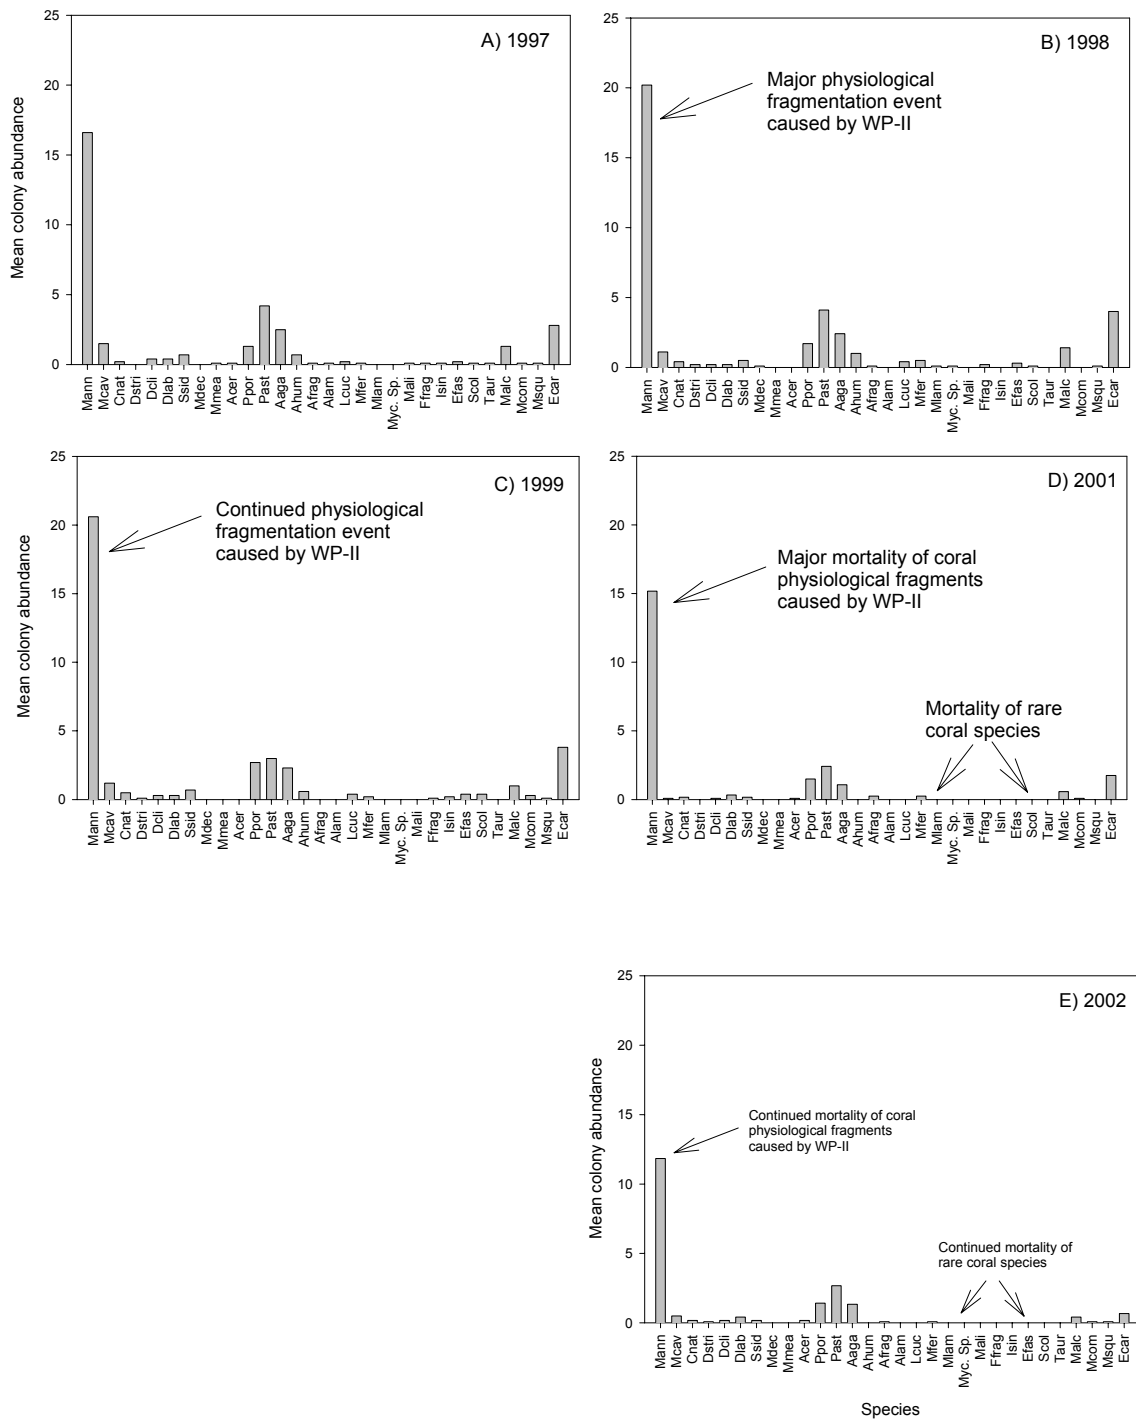 A) 1997
25
20
15
10
5
0
Mean colony abundance
Mann
Mcav
Cnat
Dstri
Dcli
Dlab
Ssid
Mdec
Mmea
Acer
Ppor
Past
Aaga
Ahum
Afrag
Alam
Lcuc
Mfer
Mlam
Myc. Sp.
Mali
Ffrag
Isin
Efas
Scol
Taur
Malc
Mcom
Msqu
Ecar
B) 1998
Major physiological
fragmentation event
caused by WP-II
25
20
15
10
5
0
Mann
Mcav
Cnat
Dstri
Dcli
Dlab
Ssid
Mdec
Mmea
Acer
Ppor
Past
Aaga
Ahum
Afrag
Alam
Lcuc
Mfer
Mlam
Myc. Sp.
Mali
Ffrag
Isin
Efas
Scol
Taur
Malc
Mcom
Msqu
Ecar
C) 1999
Continued physiological
fragmentation event
caused by WP-II
25
20
15
10
5
0
Mean colony abundance
Mann
Mcav
Cnat
Dstri
Dcli
Dlab
Ssid
Mdec
Mmea
Acer
Ppor
Past
Aaga
Ahum
Afrag
Alam
Lcuc
Mfer
Mlam
Myc. Sp.
Mali
Ffrag
Isin
Efas
Scol
Taur
Malc
Mcom
Msqu
Ecar
D) 2001
Major mortality of coral
physiological fragments
caused by WP-II
Mortality of rare
coral species
25
20
15
10
5
0
Mann
Mcav
Cnat
Dstri
Dcli
Dlab
Ssid
Mdec
Mmea
Acer
Ppor
Past
Aaga
Ahum
Afrag
Alam
Lcuc
Mfer
Mlam
Myc. Sp.
Mali
Ffrag
Isin
Efas
Scol
Taur
Malc
Mcom
Msqu
Ecar
E) 2002
Continued mortality of coral
physiological fragments
caused by WP-II
Continued mortality of
rare coral species
25
20
15
10
5
0
Mean colony abundance
Mann
Mcav
Cnat
Dstri
Dcli
Dlab
Ssid
Mdec
Mmea
Acer
Ppor
Past
Aaga
Ahum
Afrag
Alam
Lcuc
Mfer
Mlam
Myc. Sp.
Mali
Ffrag
Isin
Efas
Scol
Taur
Malc
Mcom
Msqu
Ecar
Species